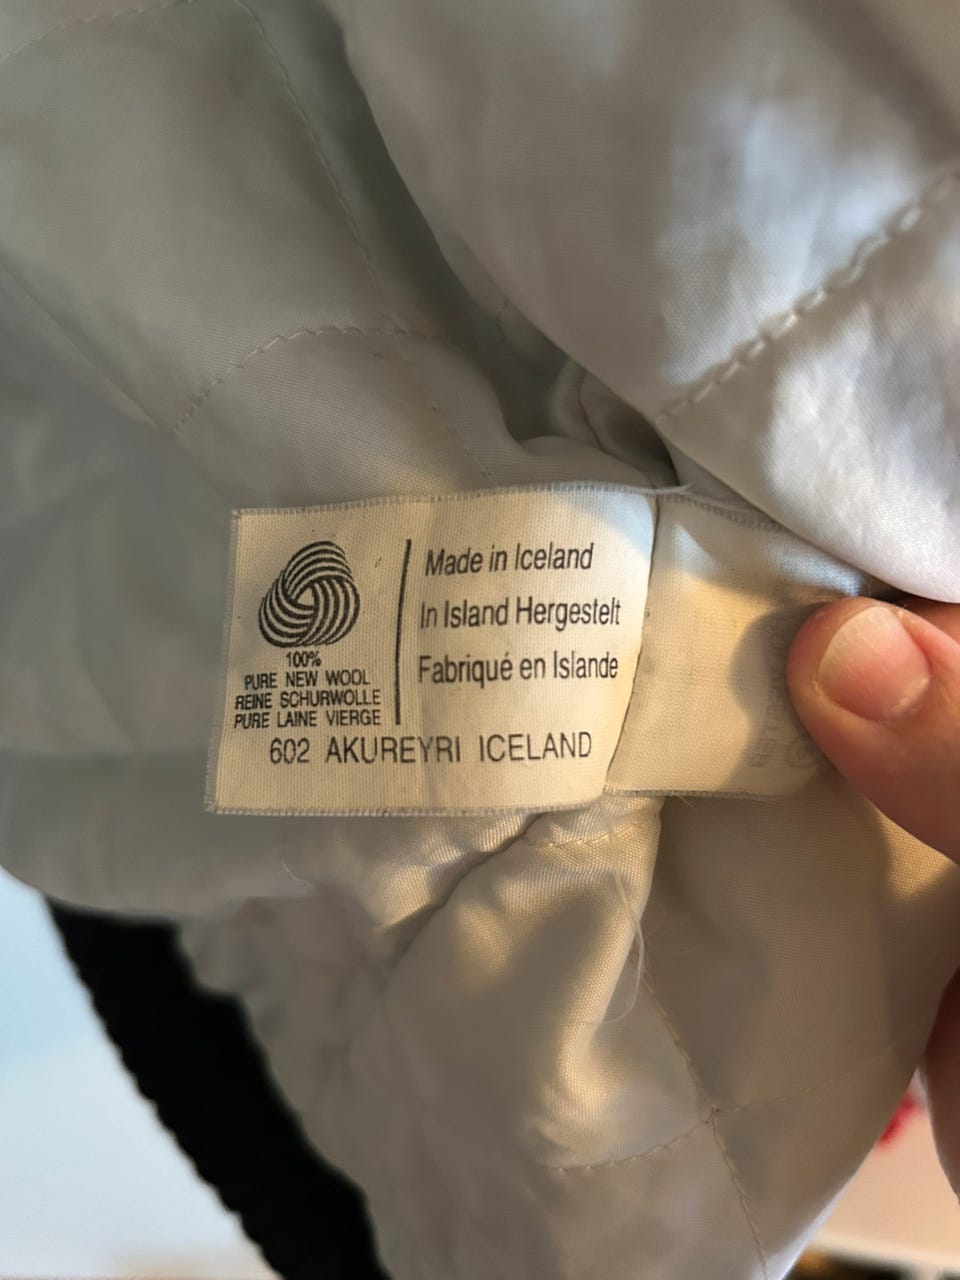 100%
PURE NEW WOOL
REINE SCHURWOLLE
PURE LAINE VIERGE
Made in Iceland
In Island Hergestelt
Fabriqué en Islande
602 AKUREYRI ICELAND